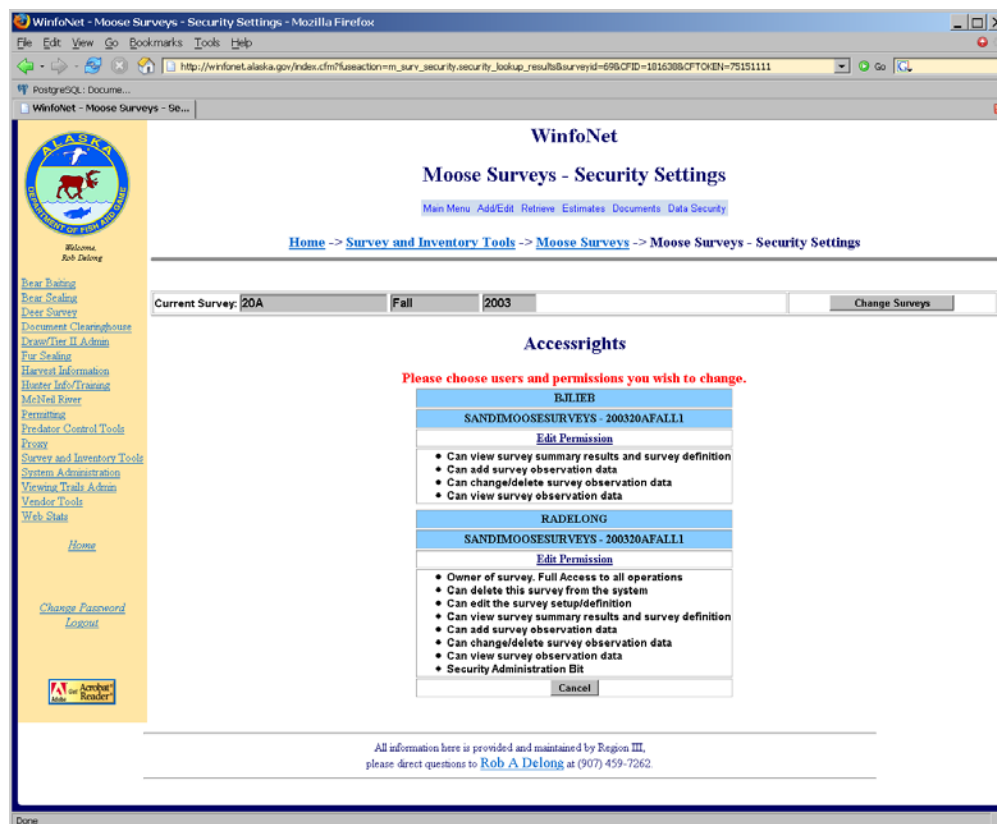 WinfoNet - Moose Surveys - Security Settings - Mozilla Firefox
File Edit View Go Bookmarks Tools Help
http://winfonet.alaska.gov/index.cfm?fuseaction=m_surv_security.security_lookup_results&surveyid=69&CFID=181638&CFTOKEN=75151111
Go
PostgreSQL: Docume...
WinfoNet - Moose Surveys - Se...
ALASKA
DEPARTMENT OF FISH AND GAME
Welcome,
Rob Delong
Bear Baiting
Bear Sealing
Deer Survey
Document Clearinghouse
Draw/Tier II Admin
Fur Sealing
Harvest Information
Hunter Info/Training
McNeil River
Permitting
Predator Control Tools
Proxy
Survey and Inventory Tools
System Administration
Viewing Trails Admin
Vendor Tools
Web Stats
Home
Change Password
Logout
Get Acrobat
Adobe Reader
WinfoNet
Moose Surveys - Security Settings
Main Menu Add/Edit Retrieve Estimates Documents Data Security
Home -> Survey and Inventory Tools -> Moose Surveys -> Moose Surveys - Security Settings
Current Survey: 20A Fall 2003 Change Surveys
Accessrights
Please choose users and permissions you wish to change.
BJLIEB
SANDIMOOSESURVEYS - 200320AFALL1
Edit Permission
• Can view survey summary results and survey definition
• Can add survey observation data
• Can change/delete survey observation data
• Can view survey observation data
RADELONG
SANDIMOOSESURVEYS - 200320AFALL1
Edit Permission
• Owner of survey. Full Access to all operations
• Can delete this survey from the system
• Can edit the survey setup/definition
• Can view survey summary results and survey definition
• Can add survey observation data
• Can change/delete survey observation data
• Can view survey observation data
• Security Administration Bit
Cancel
All information here is provided and maintained by Region III,
please direct questions to Rob A Delong at (907) 459-7262.
Done